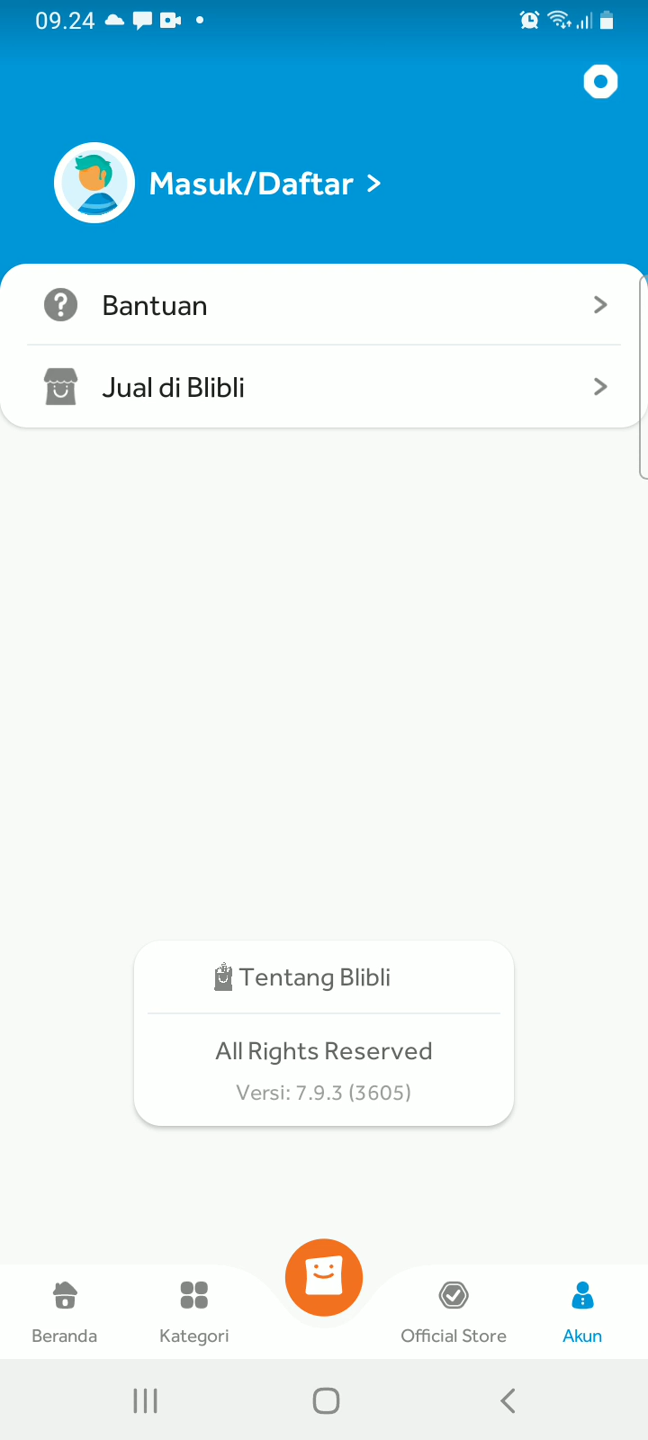 09.24
Masuk/Daftar
Bantuan
Jual di Blibli
Tentang Blibli
All Rights Reserved
Versi: 7.9.3 (3605)
Beranda
Kategori
Official Store
Akun